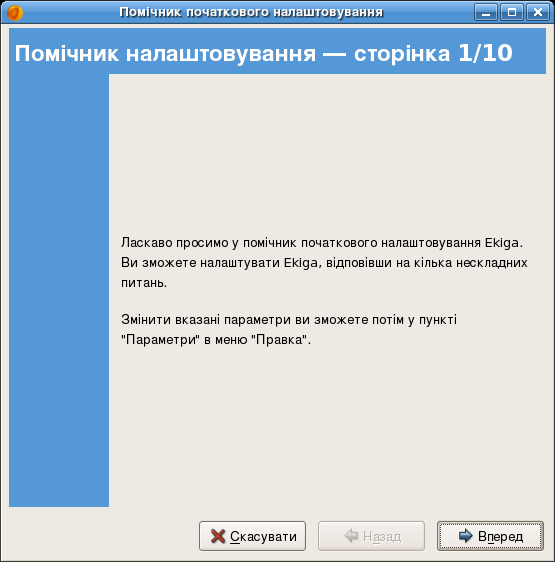 Помічник початкового налаштування
Помічник налаштовування — сторінка 1/10
Ласкаво просимо у помічник початкового налаштовування Ekiga.
Ви зможете налаштувати Ekiga, відповівши на кілька нескладних
питань.
Змінити вказані параметри ви зможете потім у пункті
"Параметри" в меню "Правка".
Скасувати
Назад
Вперед